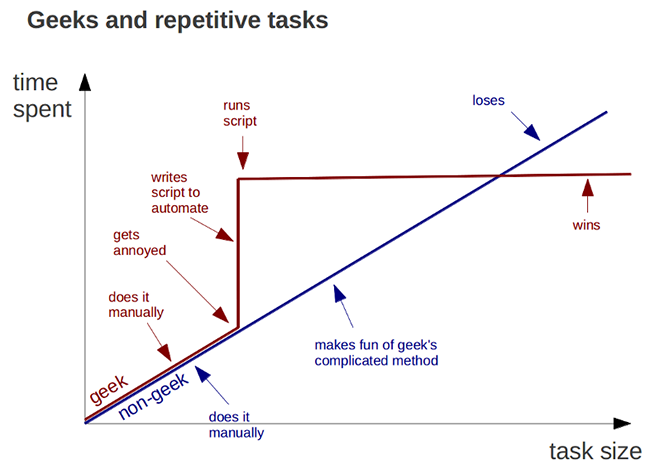 Geeks and repetitive tasks
time
spent
runs
script
loses
writes
script to
automate
gets
annoyed
wins
does it
manually
makes fun of geek's
complicated method
geek
non-geek
does it
manually
task size